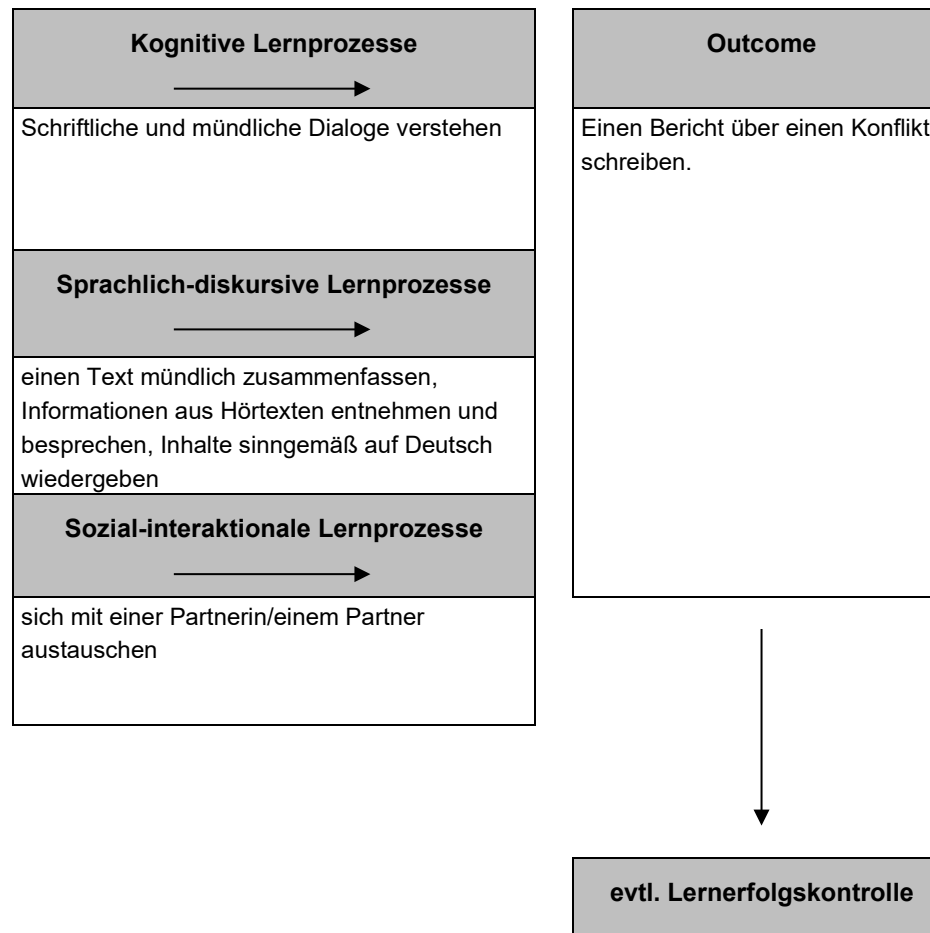 Kognitive Lernprozesse
Schriftliche und mündliche Dialoge verstehen
Sprachlich-diskursive Lernprozesse
einen Text mündlich zusammenfassen,
Informationen aus Hörtexten entnehmen und
besprechen, Inhalte sinngemäß auf Deutsch
wiedergeben
Sozial-interaktionale Lernprozesse
sich mit einer Partnerin/einem Partner
austauschen
Outcome
Einen Bericht über einen Konflikt
schreiben.
evtl. Lernerfolgskontrolle